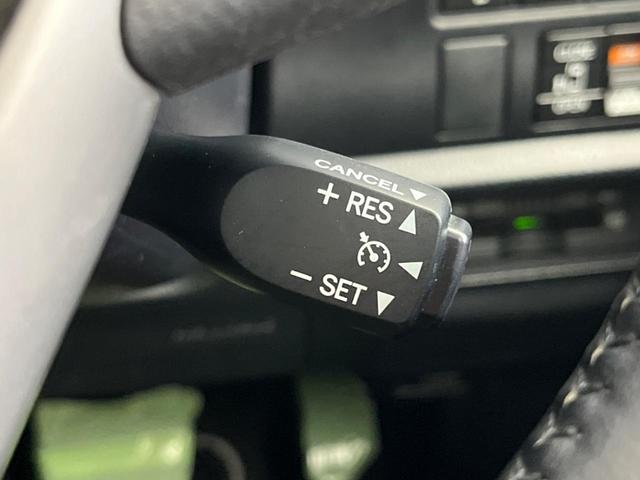 CANCEL▼
+ RES▲
◀
− SET▼